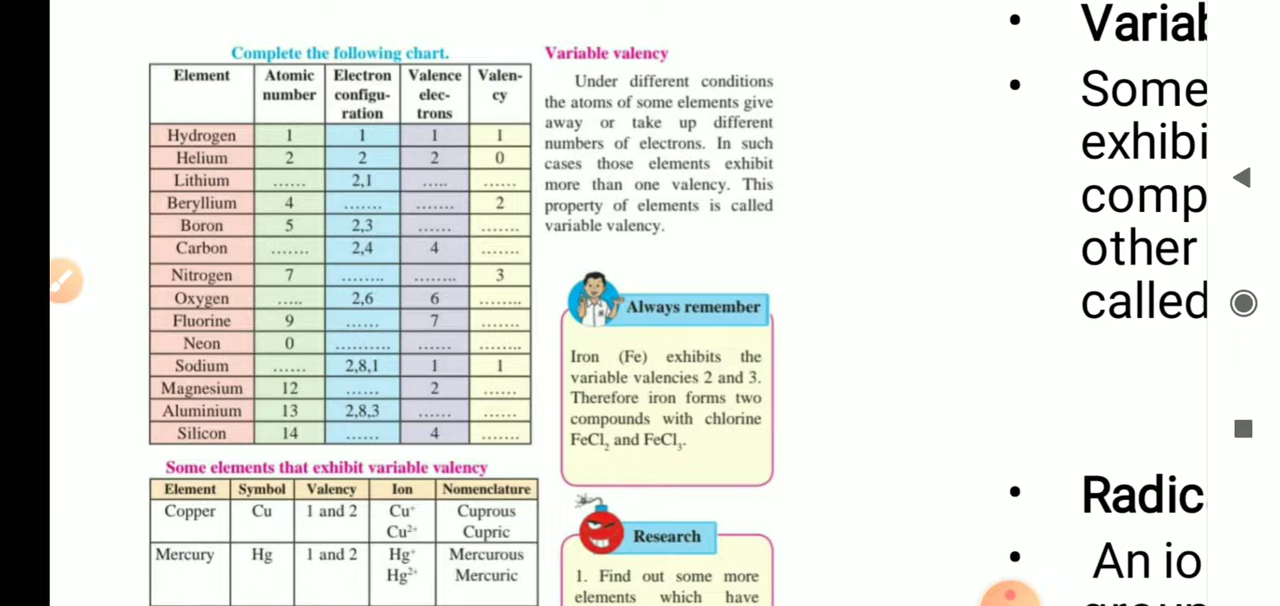 Complete the following chart.
Element Atomic number Electron configu-ration Valence elec-trons Valen-cy
Hydrogen 1 1 1 1
Helium 2 2 2 0
Lithium ...... 2,1 ..... ......
Beryllium 4 ....... ....... 2
Boron 5 2,3 ...... .......
Carbon ....... 2,4 4 .......
Nitrogen 7 ........ ........ 3
Oxygen ..... 2,6 6 ........
Fluorine 9 ...... 7 .......
Neon 0 .......... ...... ........
Sodium ...... 2,8,1 1 1
Magnesium 12 ...... 2 ......
Aluminium 13 2,8,3 ...... ......
Silicon 14 ...... 4 .......
Some elements that exhibit variable valency
Element Symbol Valency Ion Nomenclature
Copper Cu 1 and 2 Cu⁺ Cuprous
Cu²⁺ Cupric
Mercury Hg 1 and 2 Hg⁺ Mercurous
Hg²⁺ Mercuric
Variable valency
Under different conditions
the atoms of some elements give
away or take up different
numbers of electrons. In such
cases those elements exhibit
more than one valency. This
property of elements is called
variable valency.
Always remember
Iron (Fe) exhibits the
variable valencies 2 and 3.
Therefore iron forms two
compounds with chlorine
FeCl₂ and FeCl₃.
Research
1. Find out some more
elements which have
• Variab
• Some
exhibi
comp
other
called
• Radic
• An io